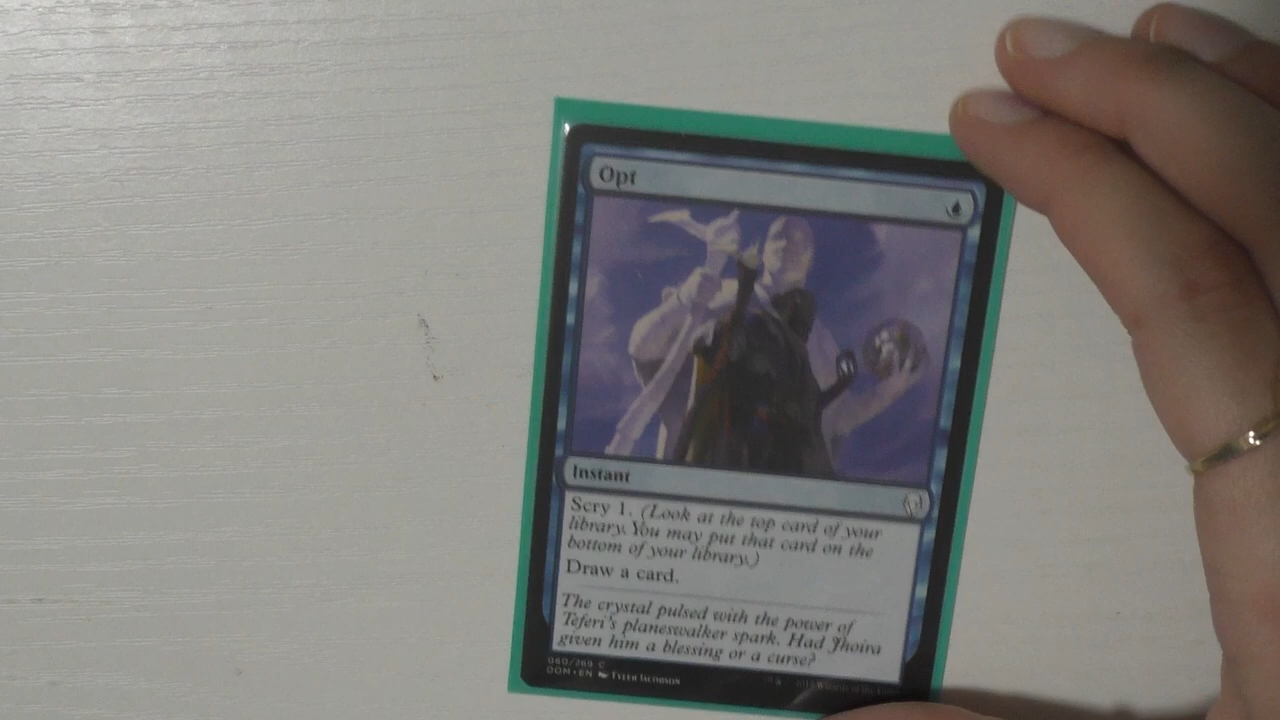 Opt
Instant
Scry 1. (Look at the top card of your
library. You may put that card on the
bottom of your library.)
Draw a card.
The crystal pulsed with the power of
Teferi's planeswalker spark. Had Jhoira
given him a blessing or a curse?
060/269 C
DOM • EN Tyler Jacobson